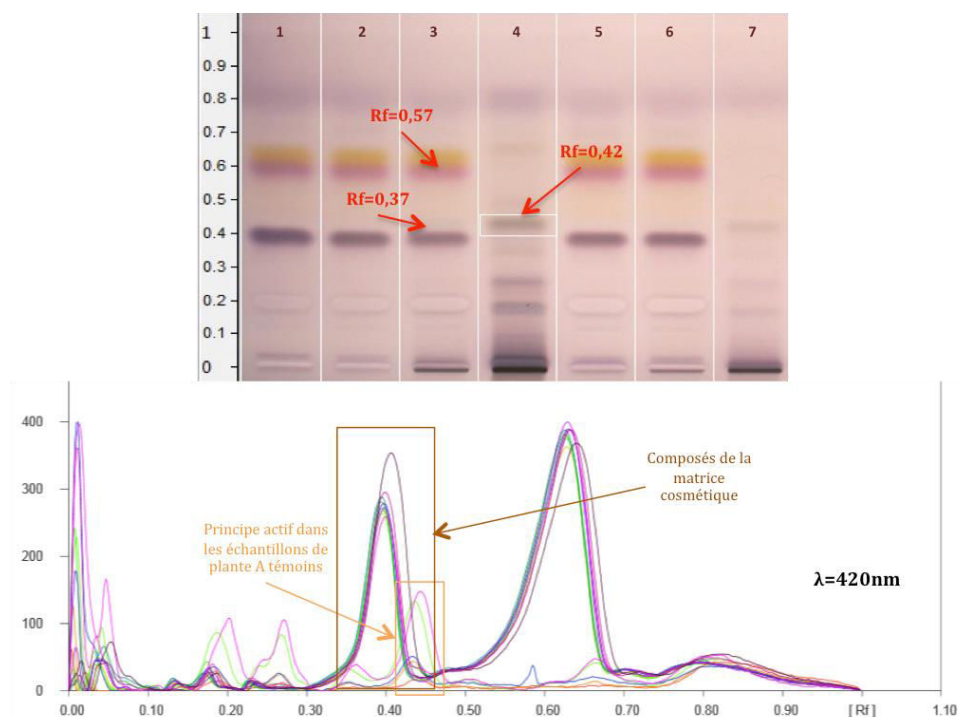 1 2 3 4 5 6 7
1
0.9
0.8
0.7
0.6
0.5
0.4
0.3
0.2
0.1
0
Rf=0,57
Rf=0,42
Rf=0,37
400
300
200
100
0
Composés de la
matrice
cosmétique
Principe actif dans
les échantillons de
plante A témoins
λ=420nm
0.00 0.10 0.20 0.30 0.40 0.50 0.60 0.70 0.80 0.90 [Rf] 1.10